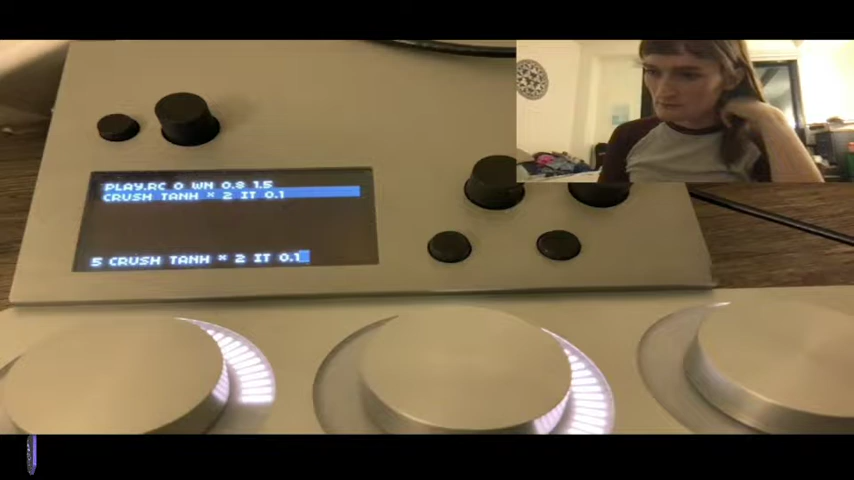 PLAY.RC 0 WN 0.8 1.5
CRUSH TANH * 2 IT 0.1
5 CRUSH TANH * 2 IT 0.1